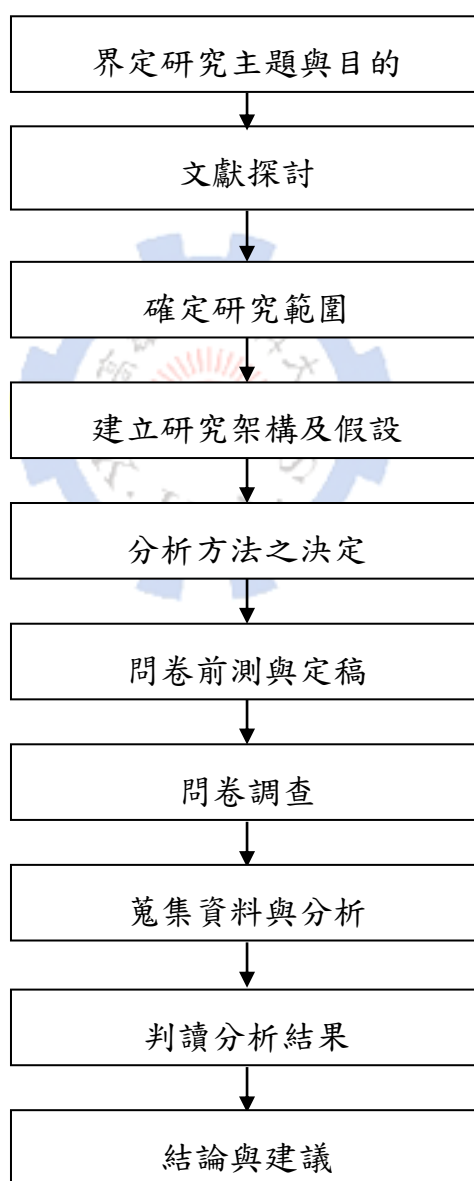 界定研究主題與目的
文獻探討
確定研究範圍
建立研究架構及假設
分析方法之決定
問卷前測與定稿
問卷調查
蒐集資料與分析
判讀分析結果
結論與建議